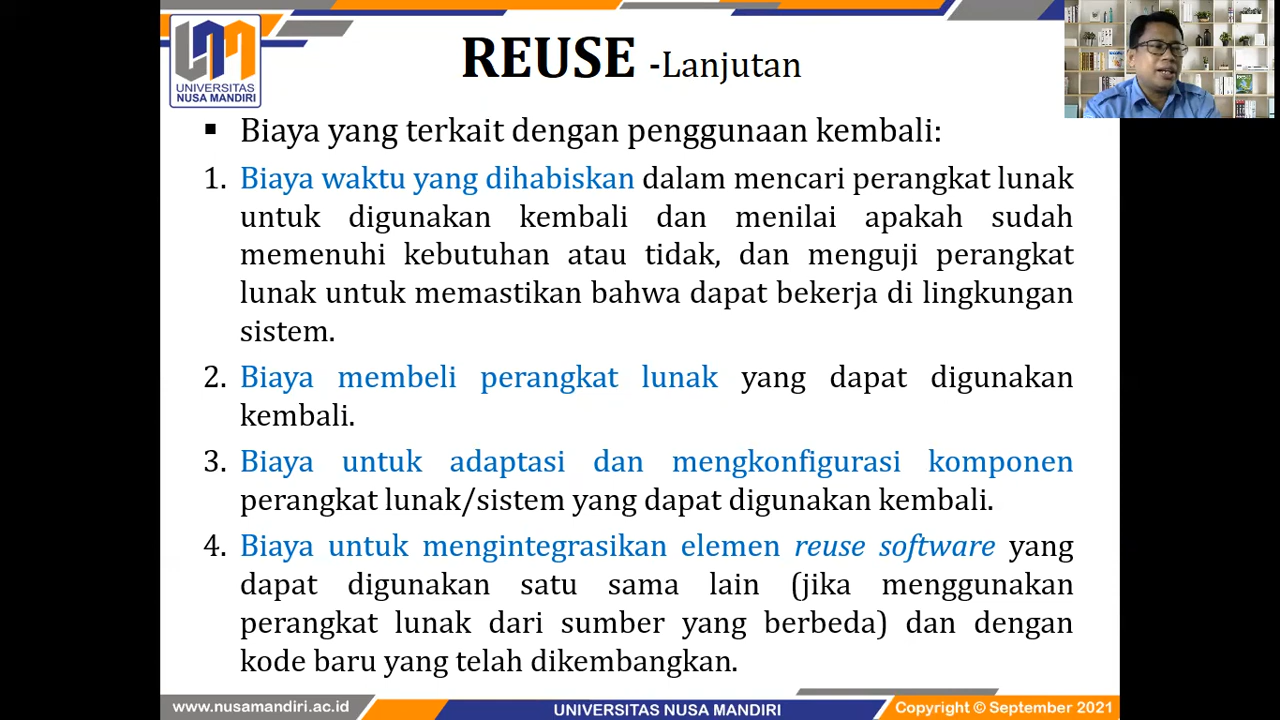 UNIVERSITAS
NUSA MANDIRI
REUSE -Lanjutan
▪ Biaya yang terkait dengan penggunaan kembali:
1. Biaya waktu yang dihabiskan dalam mencari perangkat lunak
untuk digunakan kembali dan menilai apakah sudah
memenuhi kebutuhan atau tidak, dan menguji perangkat
lunak untuk memastikan bahwa dapat bekerja di lingkungan
sistem.
2. Biaya membeli perangkat lunak yang dapat digunakan
kembali.
3. Biaya untuk adaptasi dan mengkonfigurasi komponen
perangkat lunak/sistem yang dapat digunakan kembali.
4. Biaya untuk mengintegrasikan elemen reuse software yang
dapat digunakan satu sama lain (jika menggunakan
perangkat lunak dari sumber yang berbeda) dan dengan
kode baru yang telah dikembangkan.
www.nusamandiri.ac.id
UNIVERSITAS NUSA MANDIRI
Copyright © September 2021